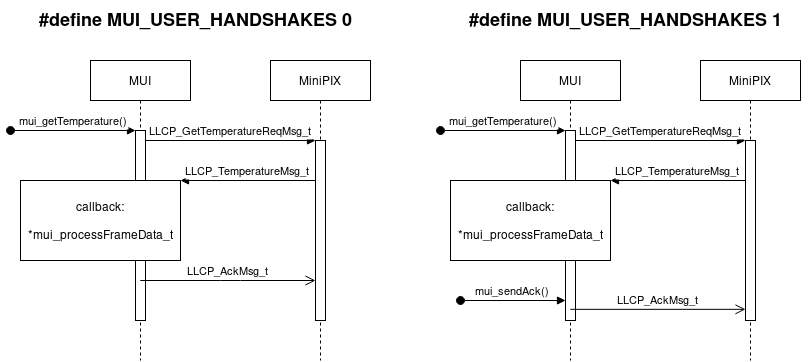 #define MUI_USER_HANDSHAKES 0
MUI
MiniPIX
mui_getTemperature()
LLCP_GetTemperatureReqMsg_t
LLCP_TemperatureMsg_t
callback:
*mui_processFrameData_t
LLCP_AckMsg_t
#define MUI_USER_HANDSHAKES 1
MUI
MiniPIX
mui_getTemperature()
LLCP_GetTemperatureReqMsg_t
LLCP_TemperatureMsg_t
callback:
*mui_processFrameData_t
mui_sendAck()
LLCP_AckMsg_t